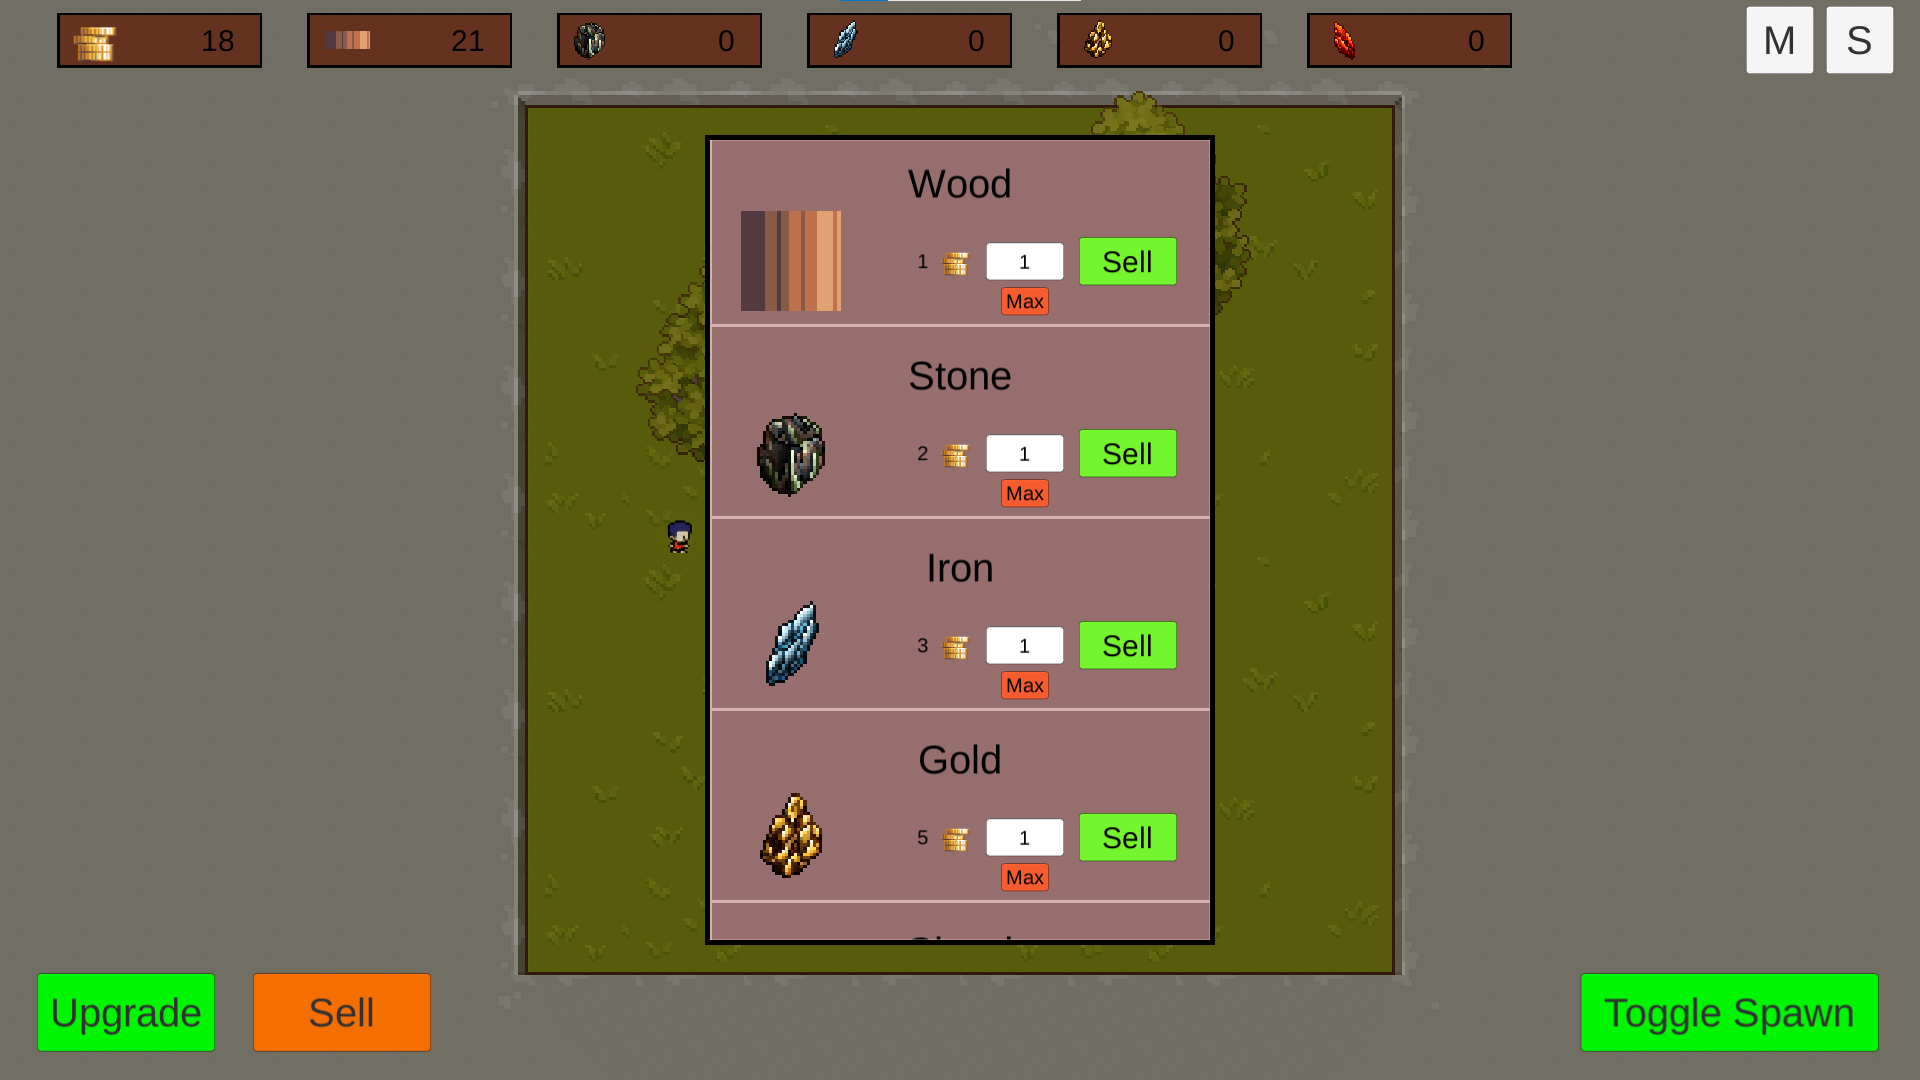 18 21 0 0 0 0 M S
Wood
1 1 Sell
Max
Stone
2 1 Sell
Max
Iron
3 1 Sell
Max
Gold
5 1 Sell
Max
Upgrade Sell Toggle Spawn